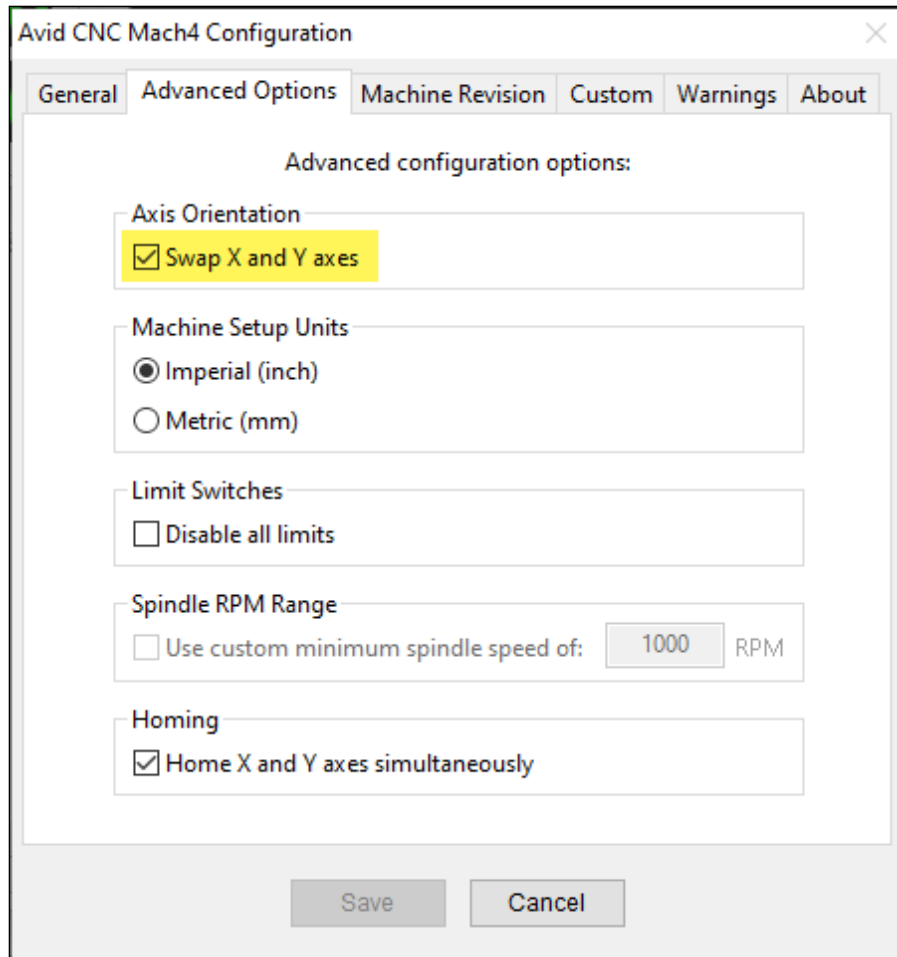 Avid CNC Mach4 Configuration
General Advanced Options Machine Revision Custom Warnings About
Advanced configuration options:
Axis Orientation
Swap X and Y axes
Machine Setup Units
Imperial (inch)
Metric (mm)
Limit Switches
Disable all limits
Spindle RPM Range
Use custom minimum spindle speed of: 1000 RPM
Homing
Home X and Y axes simultaneously
Save Cancel